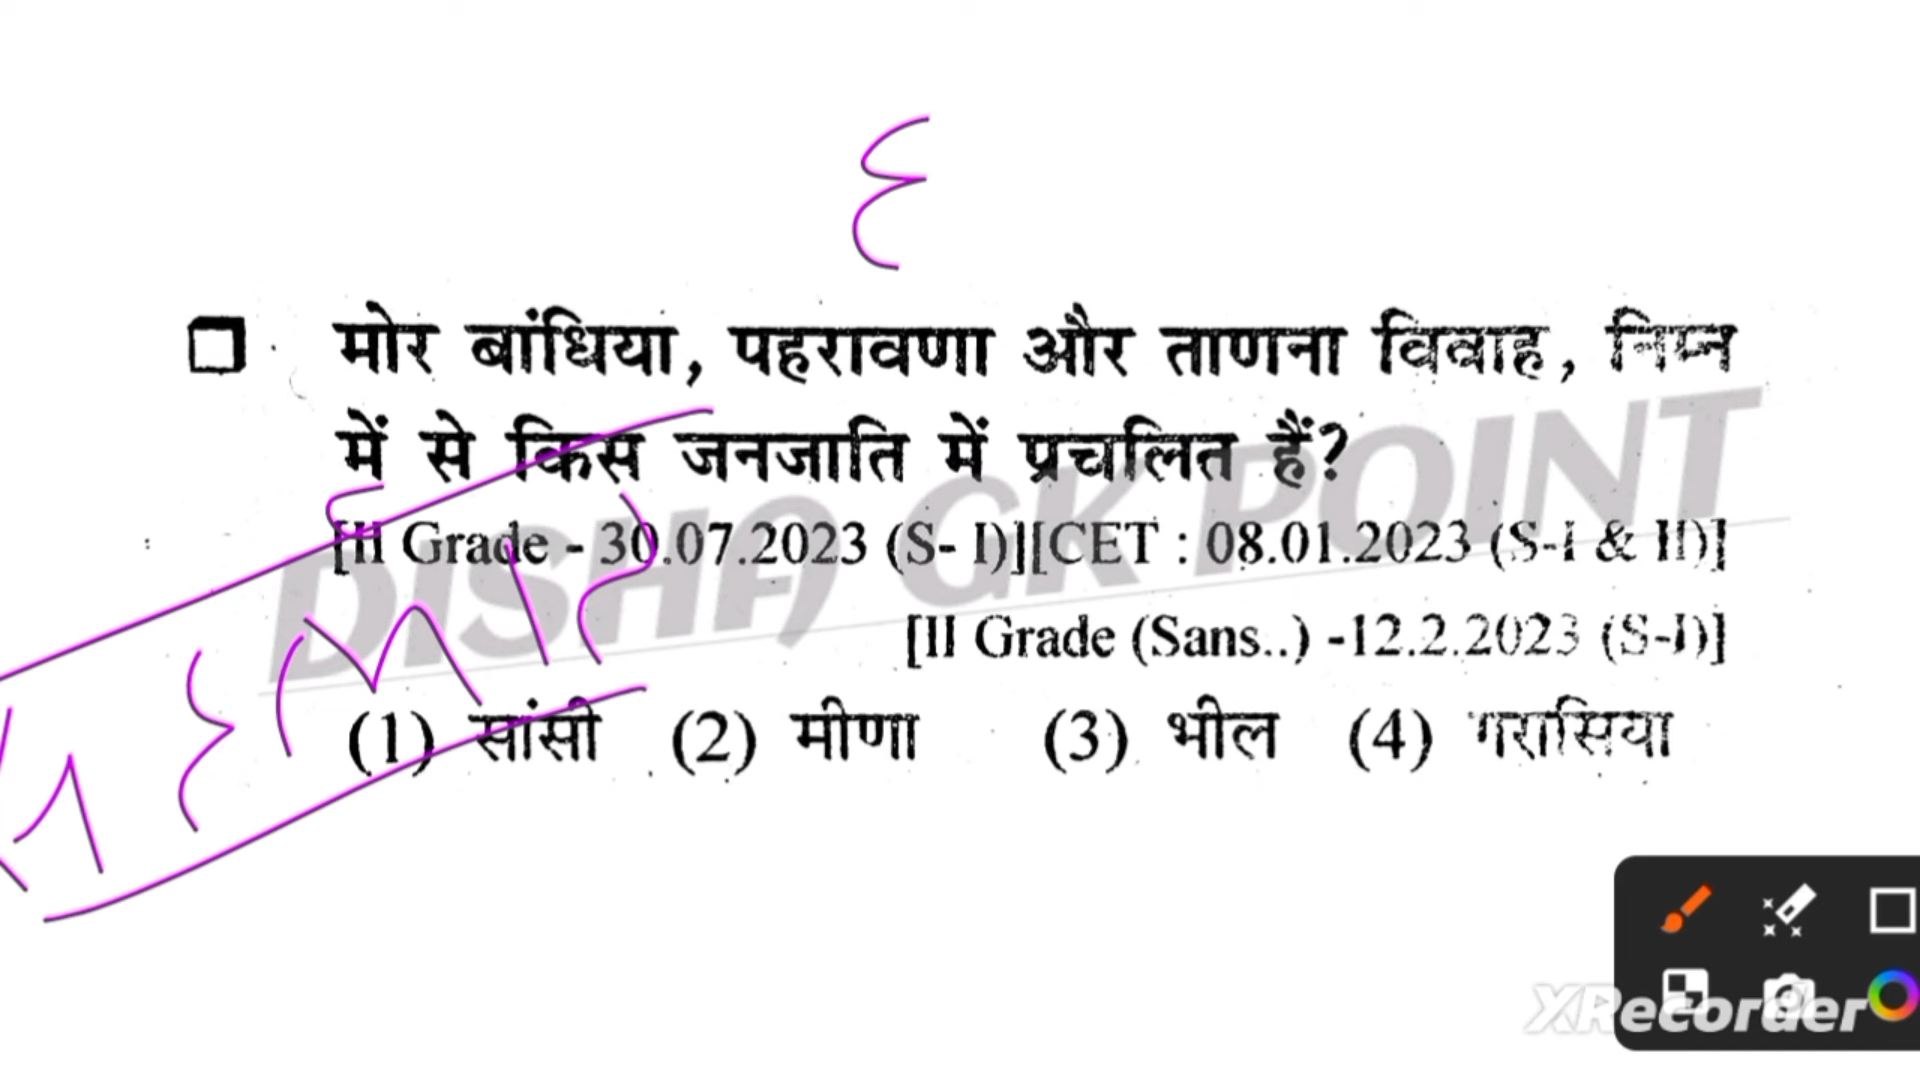 मोर बांधिया, पहरावणा और ताणना विवाह, निम्न
में से किस जनजाति में प्रचलित हैं?
[II Grade - 30.07.2023 (S- I)][CET : 08.01.2023 (S-I & II)]
[II Grade (Sans..) -12.2.2023 (S-I)]
(1) सांसी (2) मीणा (3) भील (4) गरासिया
DISHA GK POINT
XRecorder